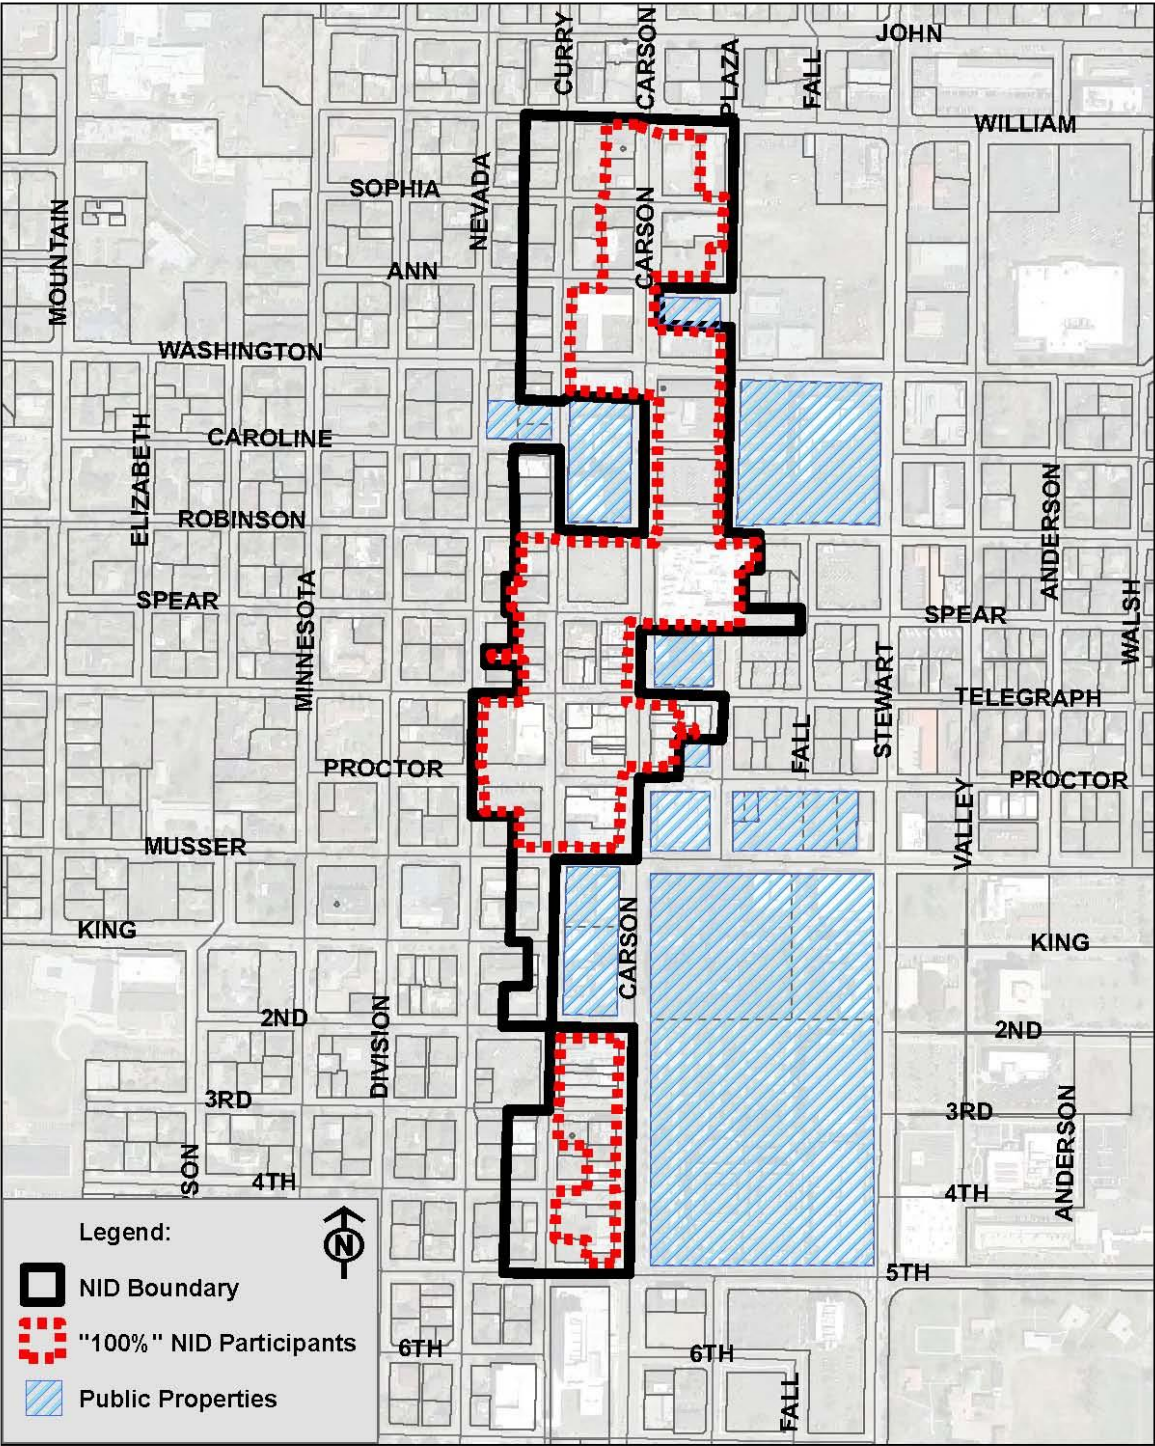 JOHN
CURRY
CARSON
PLAZA
FALL
WILLIAM
SOPHIA
NEVADA
CARSON
MOUNTAIN
ANN
WASHINGTON
CAROLINE
ELIZABETH
ROBINSON
ANDERSON
SPEAR
MINNESOTA
SPEAR
WALSH
STEWART
TELEGRAPH
FALL
PROCTOR
PROCTOR
VALLEY
MUSSER
KING
CARSON
KING
2ND
DIVISION
2ND
3RD
3RD
ANDERSON
SON
4TH
4TH
5TH
6TH
6TH
FALL
Legend:
N
NID Boundary
"100%" NID Participants
Public Properties